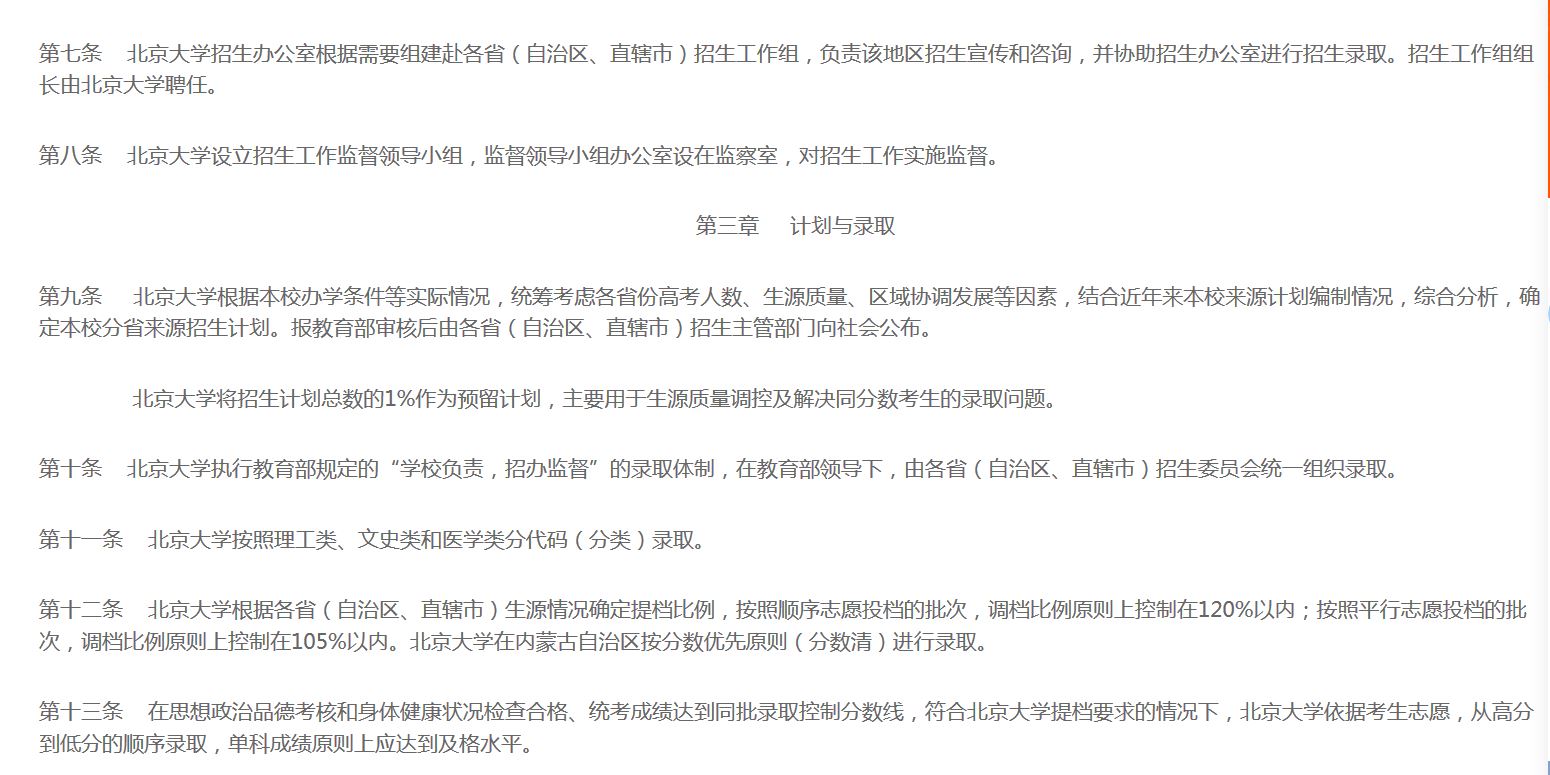 第七条 北京大学招生办公室根据需要组建赴各省（自治区、直辖市）招生工作组，负责该地区招生宣传和咨询，并协助招生办公室进行招生录取。招生工作组组
长由北京大学聘任。
第八条 北京大学设立招生工作监督领导小组，监督领导小组办公室设在监察室，对招生工作实施监督。
第三章 计划与录取
第九条 北京大学根据本校办学条件等实际情况，统筹考虑各省份高考人数、生源质量、区域协调发展等因素，结合近年来本校来源计划编制情况，综合分析，确
定本校分省来源招生计划。报教育部审核后由各省（自治区、直辖市）招生主管部门向社会公布。
北京大学将招生计划总数的1%作为预留计划，主要用于生源质量调控及解决同分数考生的录取问题。
第十条 北京大学执行教育部规定的“学校负责，招办监督”的录取体制，在教育部领导下，由各省（自治区、直辖市）招生委员会统一组织录取。
第十一条 北京大学按照理工类、文史类和医学类分代码（分类）录取。
第十二条 北京大学根据各省（自治区、直辖市）生源情况确定提档比例，按照顺序志愿投档的批次，调档比例原则上控制在120%以内；按照平行志愿投档的批
次，调档比例原则上控制在105%以内。北京大学在内蒙古自治区按分数优先原则（分数清）进行录取。
第十三条 在思想政治品德考核和身体健康状况检查合格、统考成绩达到同批录取控制分数线，符合北京大学提档要求的情况下，北京大学依据考生志愿，从高分
到低分的顺序录取，单科成绩原则上应达到及格水平。